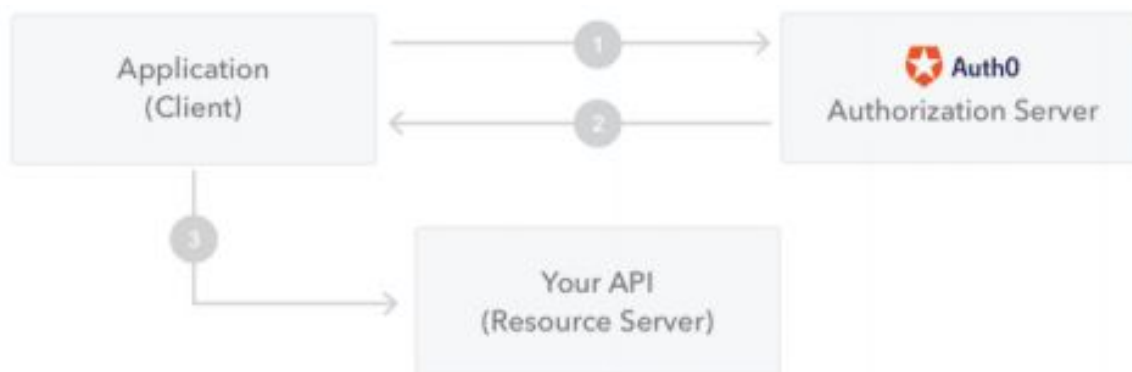 Application
(Client)
1
Auth0
Authorization Server
2
3
Your API
(Resource Server)